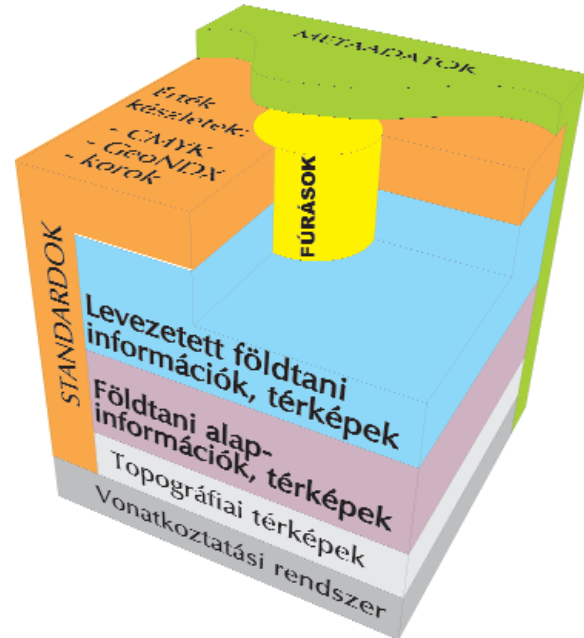 METAADATOK
Érték
készletek:
- CMYK
- GeoNDX
- korok
FÚRÁSOK
STANDARDOK
Levezetett földtani
információk, térképek
Földtani alap-
információk, térképek
Topográfiai térképek
Vonatkoztatási rendszer